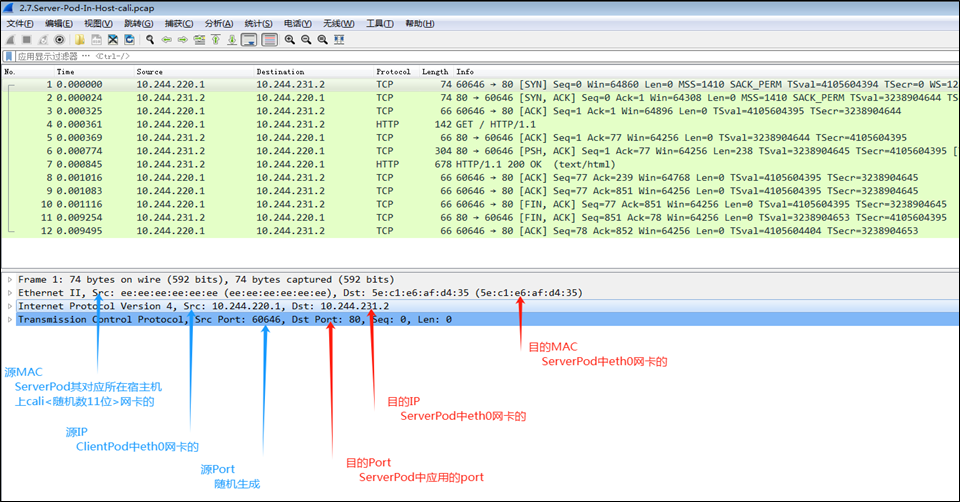 2.7.Server-Pod-In-Host-cali.pcap
文件(F) 编辑(E) 视图(V) 跳转(G) 捕获(C) 分析(A) 统计(S) 电话(Y) 无线(W) 工具(T) 帮助(H)
应用显示过滤器 … <Ctrl-/>
No. Time Source Destination Protocol Length Info
1 0.000000 10.244.220.1 10.244.231.2 TCP 74 60646 → 80 [SYN] Seq=0 Win=64860 Len=0 MSS=1410 SACK_PERM TSval=4105604394 TSecr=0 WS=12
2 0.000024 10.244.231.2 10.244.220.1 TCP 74 80 → 60646 [SYN, ACK] Seq=0 Ack=1 Win=64308 Len=0 MSS=1410 SACK_PERM TSval=3238904644 TS
3 0.000325 10.244.220.1 10.244.231.2 TCP 66 60646 → 80 [ACK] Seq=1 Ack=1 Win=64896 Len=0 TSval=4105604395 TSecr=3238904644
4 0.000361 10.244.220.1 10.244.231.2 HTTP 142 GET / HTTP/1.1
5 0.000369 10.244.231.2 10.244.220.1 TCP 66 80 → 60646 [ACK] Seq=1 Ack=77 Win=64256 Len=0 TSval=3238904644 TSecr=4105604395
6 0.000774 10.244.231.2 10.244.220.1 TCP 304 80 → 60646 [PSH, ACK] Seq=1 Ack=77 Win=64256 Len=238 TSval=3238904645 TSecr=4105604395 [
7 0.000845 10.244.231.2 10.244.220.1 HTTP 678 HTTP/1.1 200 OK (text/html)
8 0.001016 10.244.220.1 10.244.231.2 TCP 66 60646 → 80 [ACK] Seq=77 Ack=239 Win=64768 Len=0 TSval=4105604395 TSecr=3238904645
9 0.001083 10.244.220.1 10.244.231.2 TCP 66 60646 → 80 [ACK] Seq=77 Ack=851 Win=64256 Len=0 TSval=4105604395 TSecr=3238904645
10 0.001116 10.244.220.1 10.244.231.2 TCP 66 60646 → 80 [FIN, ACK] Seq=77 Ack=851 Win=64256 Len=0 TSval=4105604395 TSecr=3238904645
11 0.009254 10.244.231.2 10.244.220.1 TCP 66 80 → 60646 [FIN, ACK] Seq=851 Ack=78 Win=64256 Len=0 TSval=3238904653 TSecr=4105604395
12 0.009495 10.244.220.1 10.244.231.2 TCP 66 60646 → 80 [ACK] Seq=78 Ack=852 Win=64256 Len=0 TSval=4105604404 TSecr=3238904653
Frame 1: 74 bytes on wire (592 bits), 74 bytes captured (592 bits)
Ethernet II, Src: ee:ee:ee:ee:ee:ee (ee:ee:ee:ee:ee:ee), Dst: 5e:c1:e6:af:d4:35 (5e:c1:e6:af:d4:35)
Internet Protocol Version 4, Src: 10.244.220.1, Dst: 10.244.231.2
Transmission Control Protocol, Src Port: 60646, Dst Port: 80, Seq: 0, Len: 0
目的MAC
ServerPod中eth0网卡的
源MAC
ServerPod其对应所在宿主机
上cali<随机数11位>网卡的
目的IP
ServerPod中eth0网卡的
源IP
ClientPod中eth0网卡的
目的Port
ServerPod中应用的port
源Port
随机生成